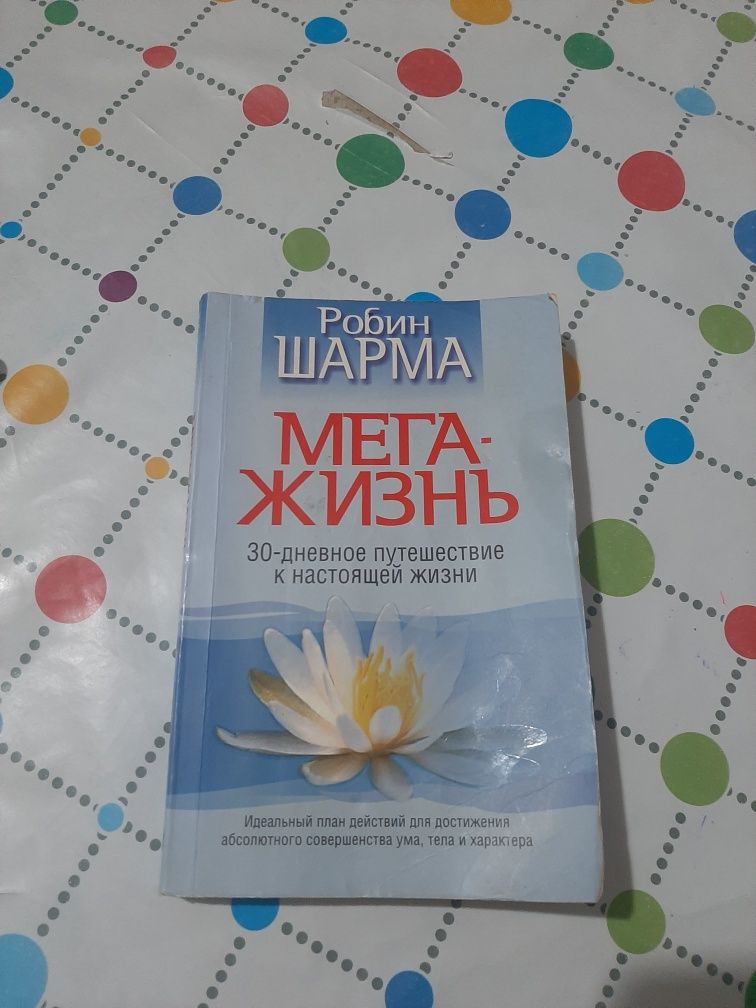 Робин
ШАРМА
МЕГА-
ЖИЗНЬ
30-дневное путешествие
к настоящей жизни
Идеальный план действий для достижения
абсолютного совершенства ума, тела и характера